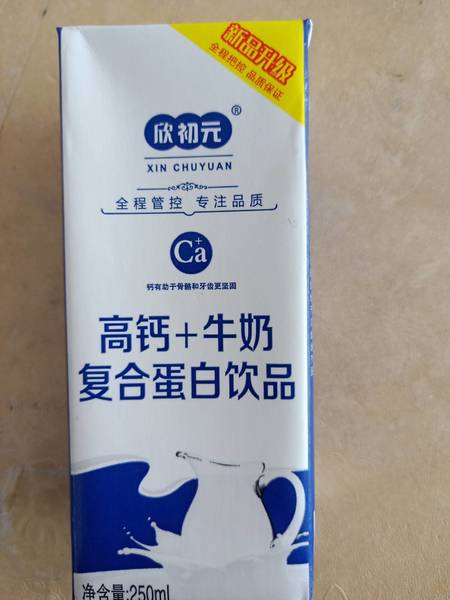 新品升级
全程把控 品质保证
欣初元®
XIN CHUYUAN
全程管控 专注品质
Ca+
钙有助于骨骼和牙齿更坚固
高钙+牛奶
复合蛋白饮品
净含量:250ml